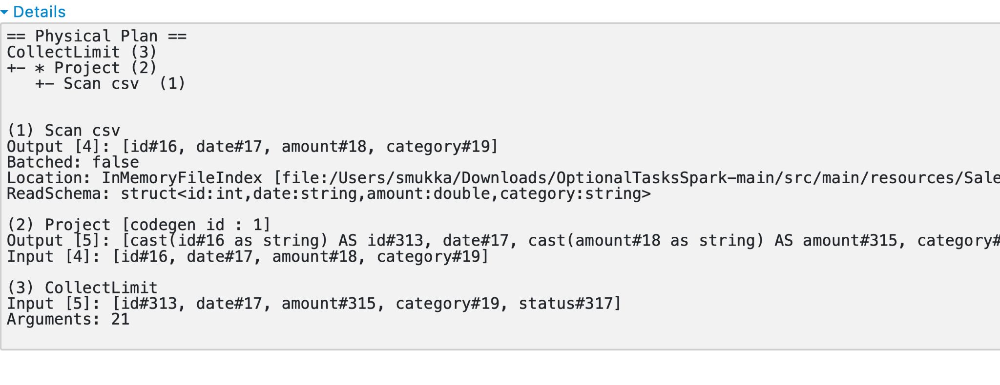 Details
== Physical Plan ==
CollectLimit (3)
+- * Project (2)
   +- Scan csv  (1)
(1) Scan csv
Output [4]: [id#16, date#17, amount#18, category#19]
Batched: false
Location: InMemoryFileIndex [file:/Users/smukka/Downloads/OptionalTasksSpark-main/src/main/resources/Sale
ReadSchema: struct<id:int,date:string,amount:double,category:string>
(2) Project [codegen id : 1]
Output [5]: [cast(id#16 as string) AS id#313, date#17, cast(amount#18 as string) AS amount#315, category#
Input [4]: [id#16, date#17, amount#18, category#19]
(3) CollectLimit
Input [5]: [id#313, date#17, amount#315, category#19, status#317]
Arguments: 21